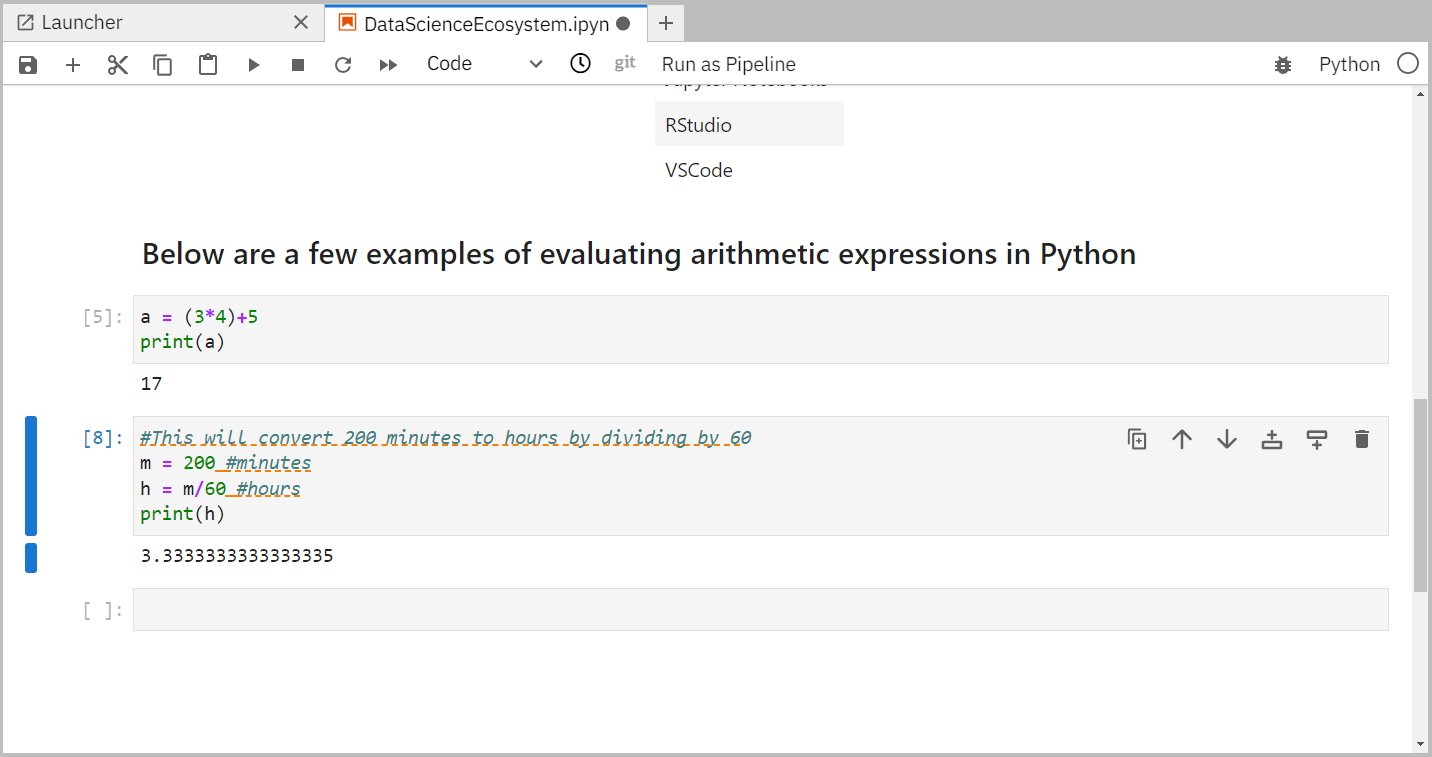 Launcher
DataScienceEcosystem.ipyn
Code
git
Run as Pipeline
Python
Jupyter Notebooks
RStudio
VSCode
Below are a few examples of evaluating arithmetic expressions in Python
[5]:
a = (3*4)+5
print(a)
17
[8]:
#This will convert 200 minutes to hours by dividing by 60
m = 200 #minutes
h = m/60 #hours
print(h)
3.3333333333333335
[ ]: